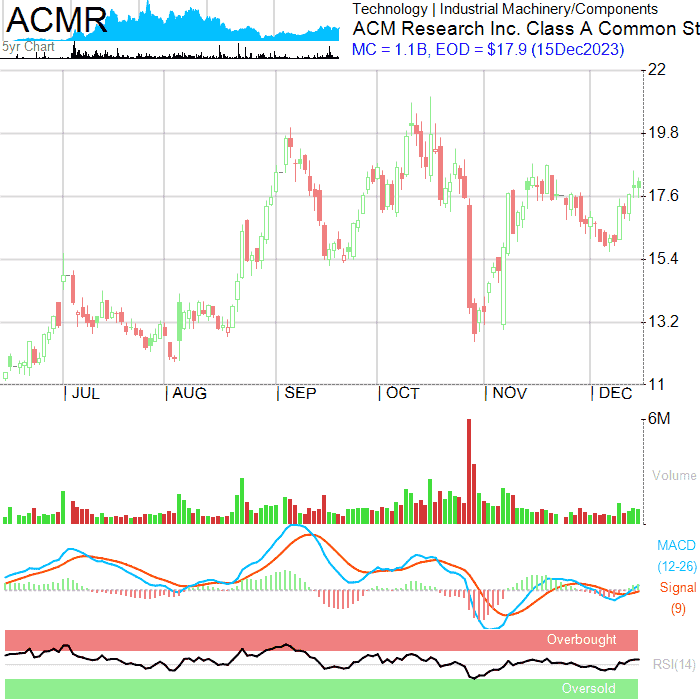 ACMR
5yr Chart
Technology | Industrial Machinery/Components
ACM Research Inc. Class A Common St
MC = 1.1B, EOD = $17.9 (15Dec2023)
22
19.8
17.6
15.4
13.2
11
| JUL | AUG | SEP | OCT | NOV | DEC
6M
Volume
MACD
(12-26)
Signal
(9)
Overbought
RSI(14)
Oversold